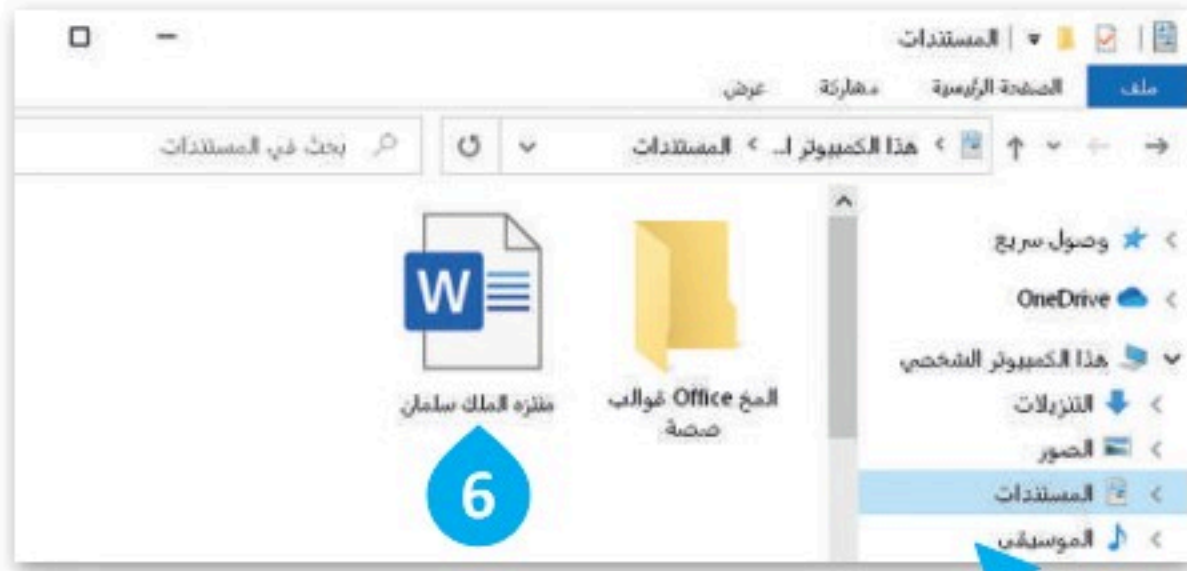 المستندات
ملف الصفحة الرئيسية مشاركة عرض
هذا الكمبيوتر ا... > المستندات
بحث في المستندات
وصول سريع
OneDrive
هذا الكمبيوتر الشخصي
التنزيلات
الصور
المستندات
الموسيقى
المخ Office قوالب
صصة
W
منتزه الملك سلمان
6